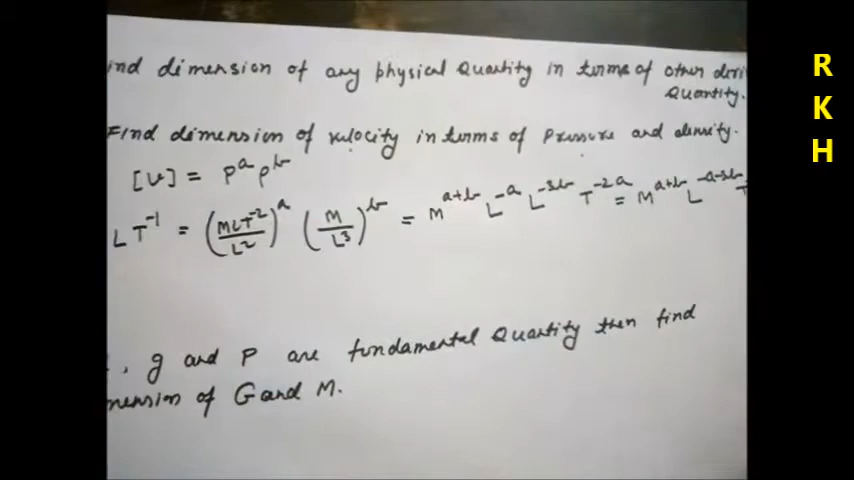 ind dimension of any physical Quantity in terms of other deri
Quantity.
Find dimension of velocity in terms of Pressure and density.
[v] = P^a ρ^b
LT^-1 = (MLT^-2/L^2)^a (M/L^3)^b = M^a+b L^-a L^-3b T^-2a = M^a+b L^-a-3b T
, g and P are fundamental Quantity then find
mension of G and M.
R
K
H